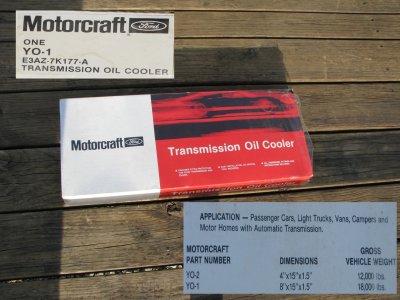 Motorcraft Ford
ONE
YO-1
E3AZ-7K177-A
TRANSMISSION OIL COOLER
Motorcraft Ford
Transmission Oil Cooler
APPLICATION — Passenger Cars, Light Trucks, Vans, Campers and
Motor Homes with Automatic Transmission.
MOTORCRAFT GROSS
PART NUMBER DIMENSIONS VEHICLE WEIGHT
YO-2 4"x15"x1.5" 12,000 lbs.
YO-1 8"x15"x1.5" 18,000 lbs.